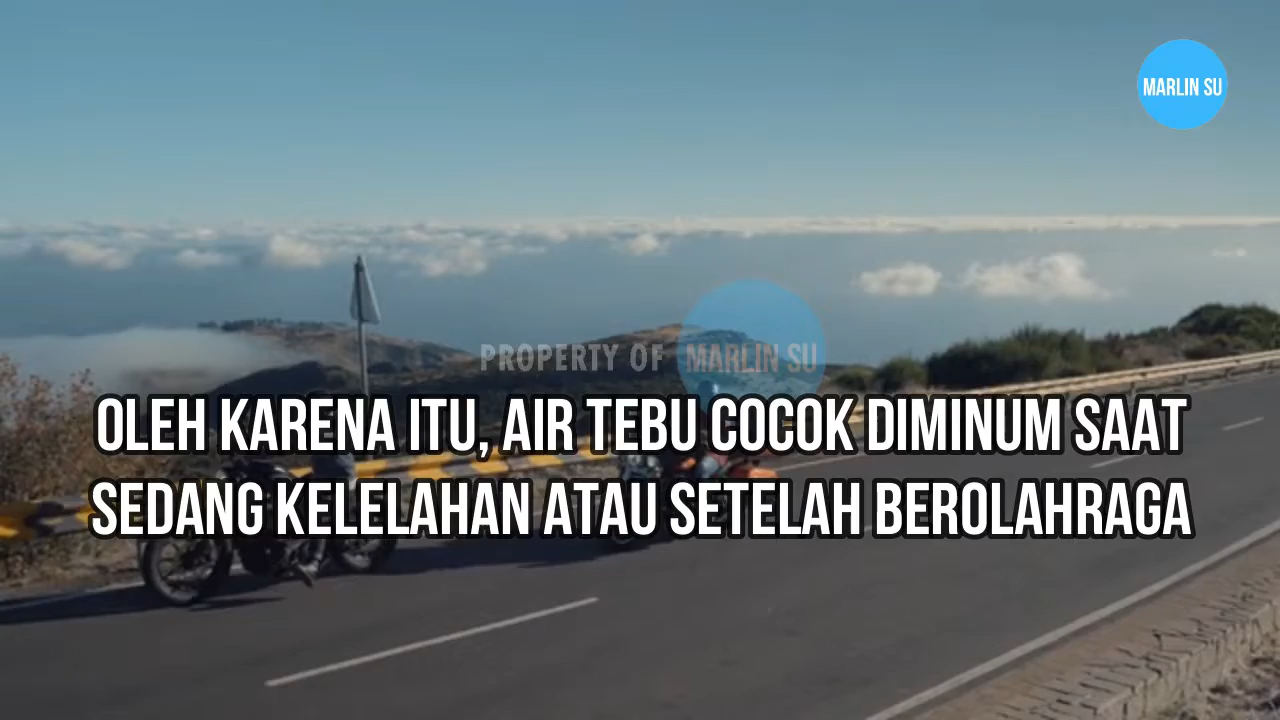 MARLIN SU
PROPERTY OF MARLIN SU
OLEH KARENA ITU, AIR TEBU COCOK DIMINUM SAAT
SEDANG KELELAHAN ATAU SETELAH BEROLAHRAGA